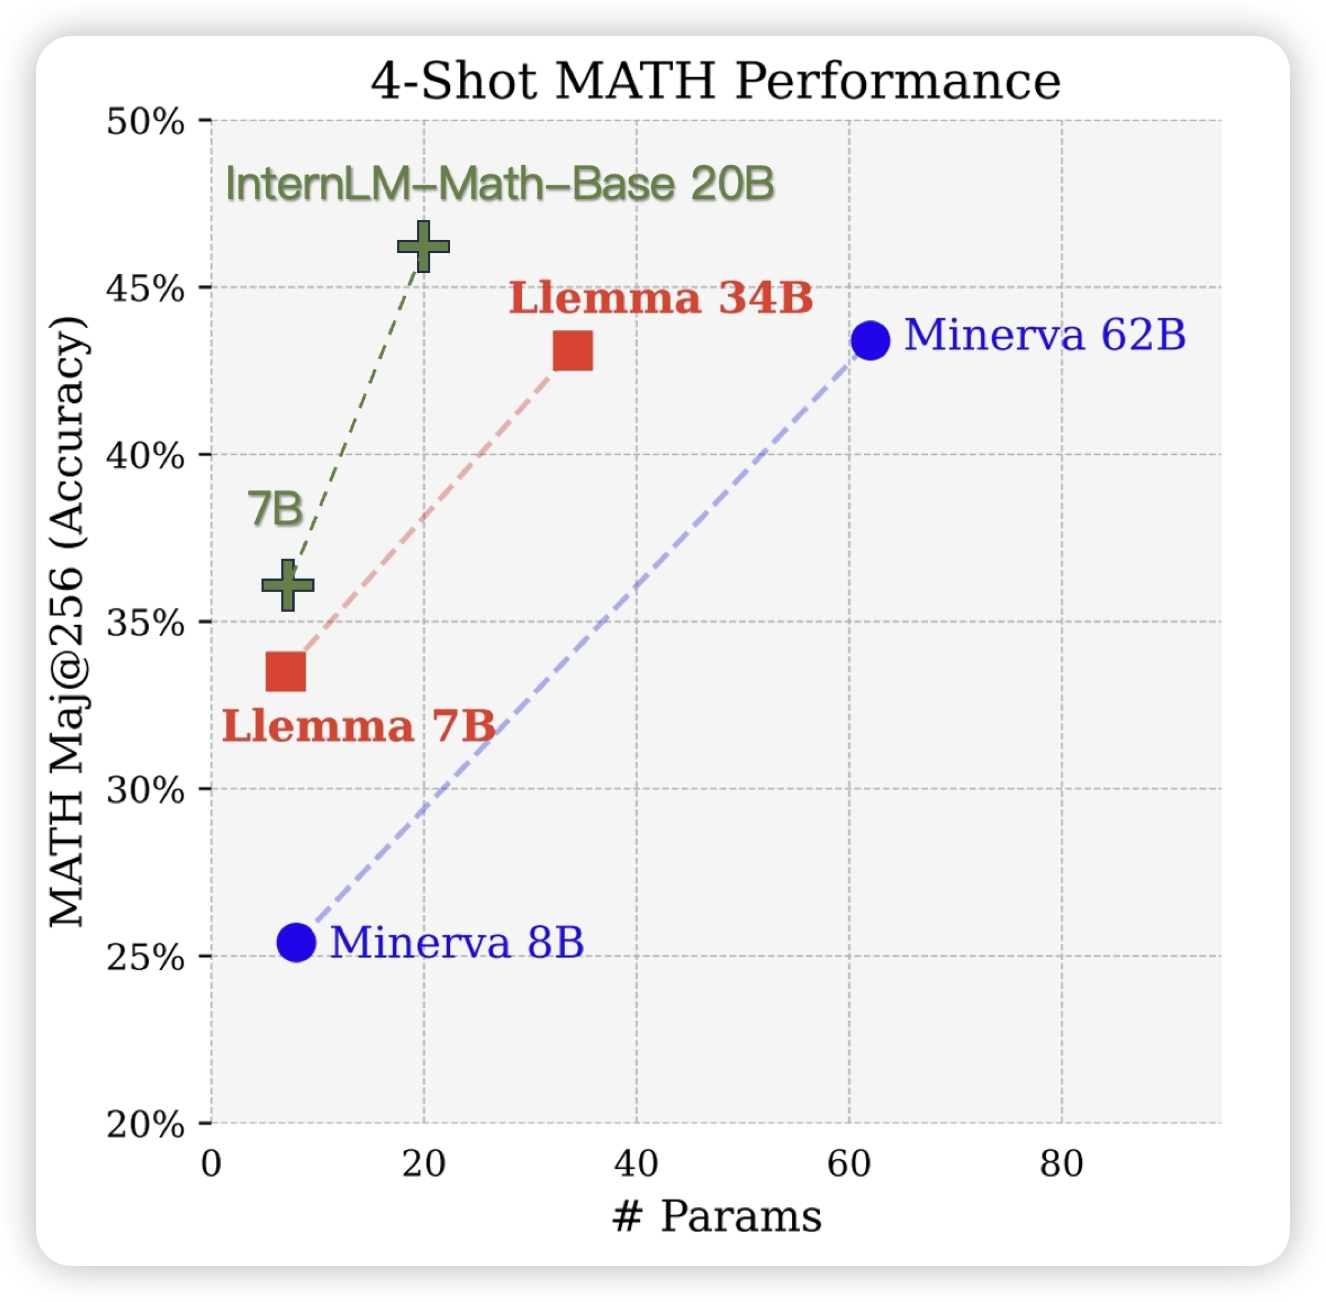 4-Shot MATH Performance
50%
InternLM-Math-Base 20B
45%
Llemma 34B
Minerva 62B
40%
7B
35%
Llemma 7B
30%
Minerva 8B
25%
20%
MATH Maj@256 (Accuracy)
0 20 40 60 80
# Params